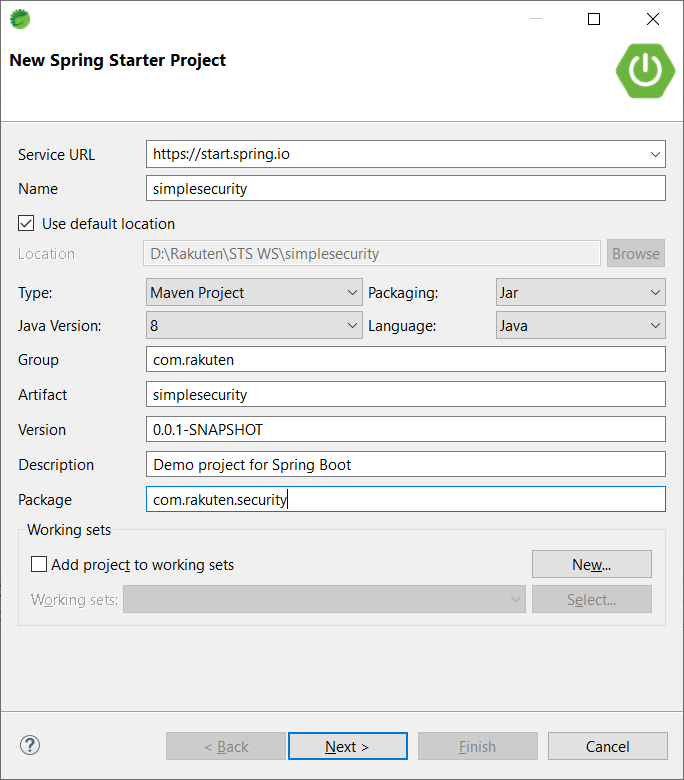 New Spring Starter Project
Service URL https://start.spring.io
Name simplesecurity
Use default location
Location D:\Rakuten\STS WS\simplesecurity Browse
Type: Maven Project Packaging: Jar
Java Version: 8 Language: Java
Group com.rakuten
Artifact simplesecurity
Version 0.0.1-SNAPSHOT
Description Demo project for Spring Boot
Package com.rakuten.security
Working sets
Add project to working sets New...
Working sets: Select...
? < Back Next > Finish Cancel